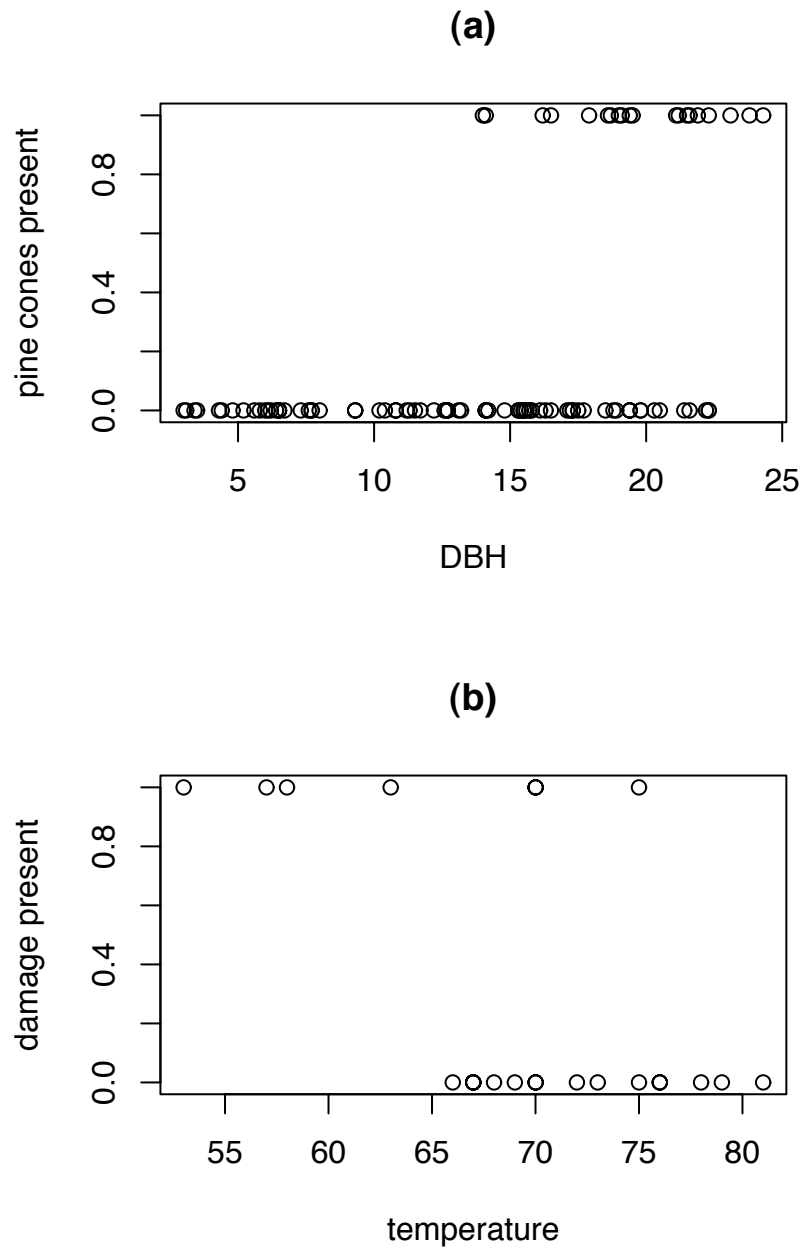 (a)
pine cones present
0.8
0.4
0.0
5 10 15 20 25
DBH
(b)
damage present
0.8
0.4
0.0
55 60 65 70 75 80
temperature